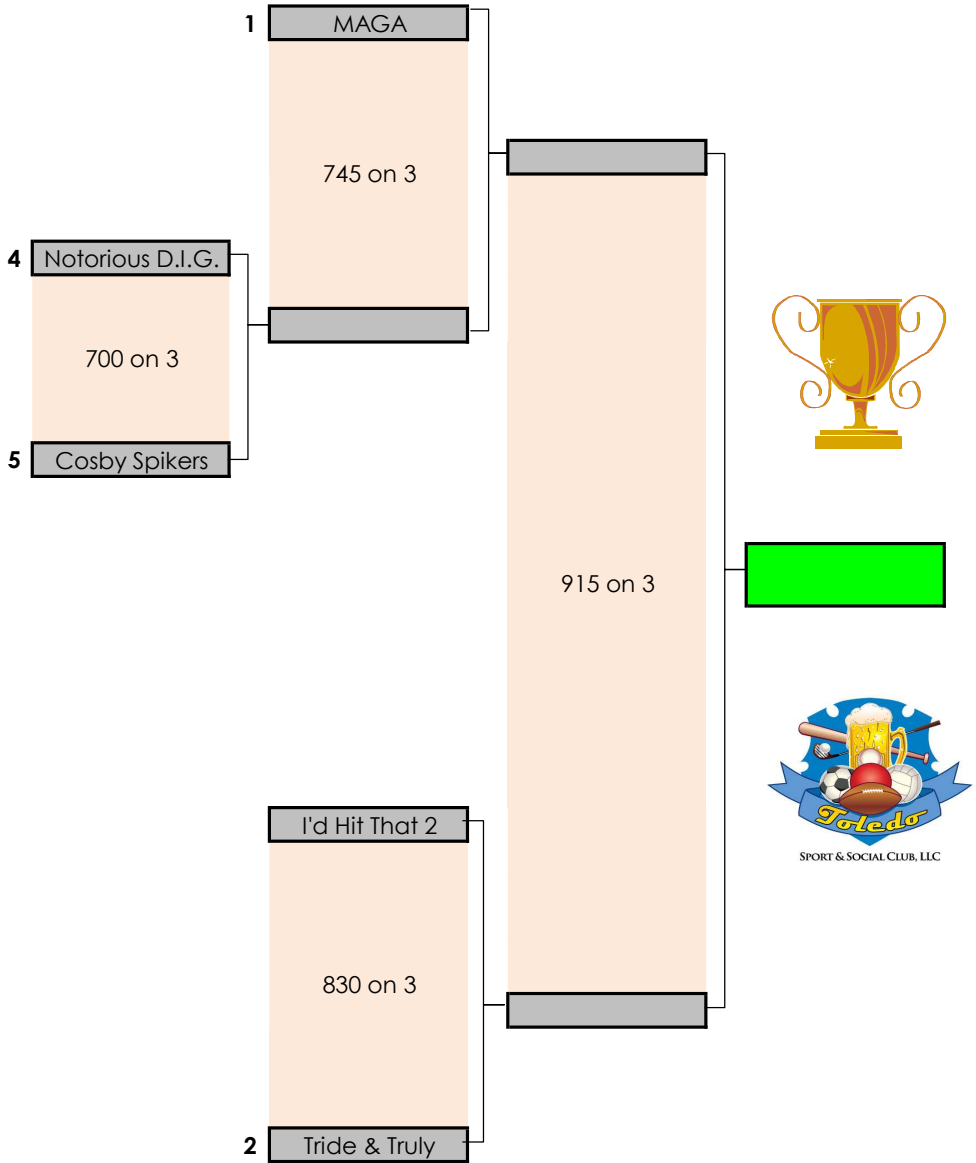 1 MAGA
745 on 3
4 Notorious D.I.G.
700 on 3
5 Cosby Spikers
915 on 3
Toledo
SPORT & SOCIAL CLUB, LLC
I'd Hit That 2
830 on 3
2 Tride & Truly